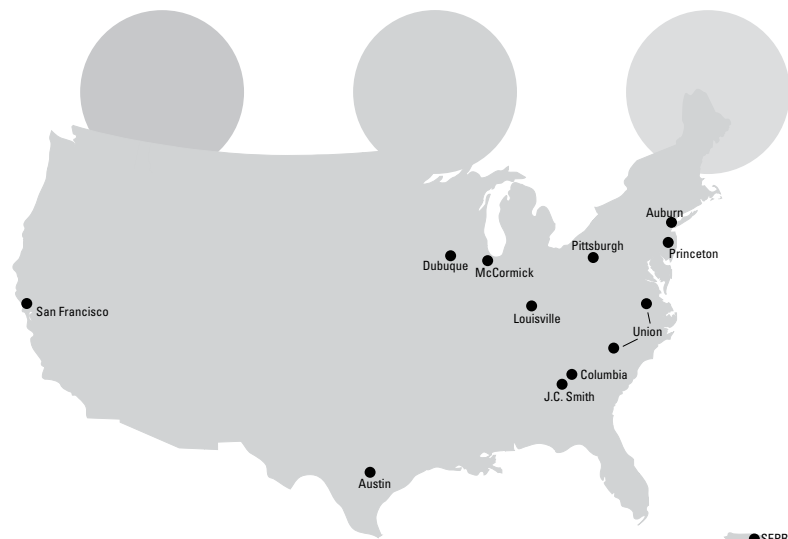 Auburn
Pittsburgh
Princeton
Dubuque
McCormick
San Francisco
Louisville
Union
Columbia
J.C. Smith
Austin